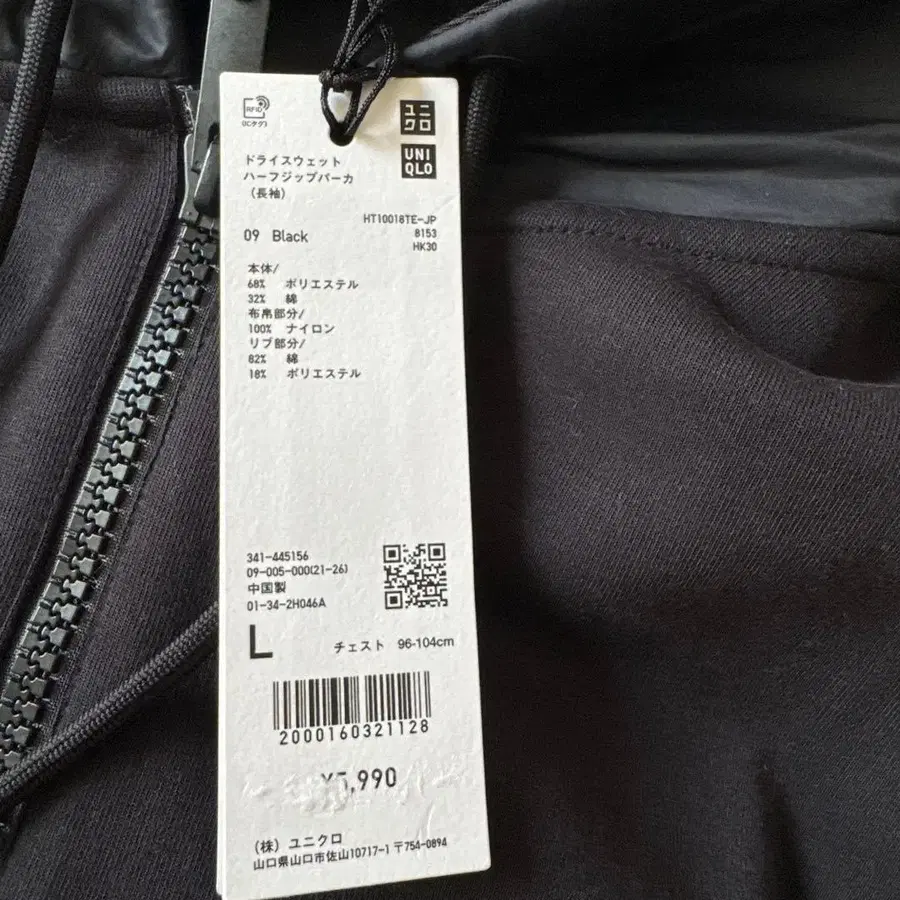 RFID
(ICタグ)
ユニ
クロ
UNI
QLO
ドライスウェット
ハーフジップパーカ
（長袖）
HT10018TE-JP
09 Black
8153
HK30
本体/
68% ポリエステル
32% 綿
布帛部分/
100% ナイロン
リブ部分/
82% 綿
18% ポリエステル
341-445156
09-005-000(21-26)
中国製
01-34-2H046A
L チェスト 96-104cm
2000160321128
¥5,990
（株）ユニクロ
山口県山口市佐山10717-1 〒754-0894